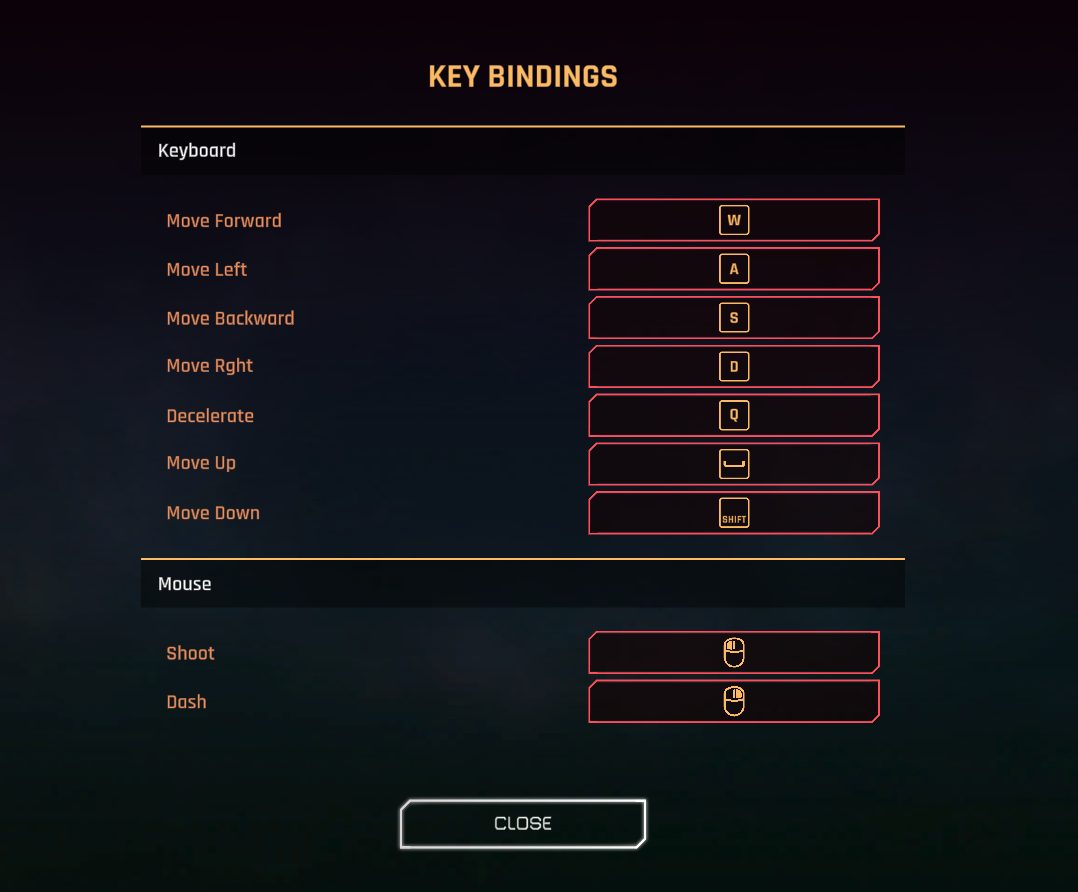 KEY BINDINGS
Keyboard
Move Forward W
Move Left A
Move Backward S
Move Rght D
Decelerate Q
Move Up
Move Down SHIFT
Mouse
Shoot
Dash
CLOSE